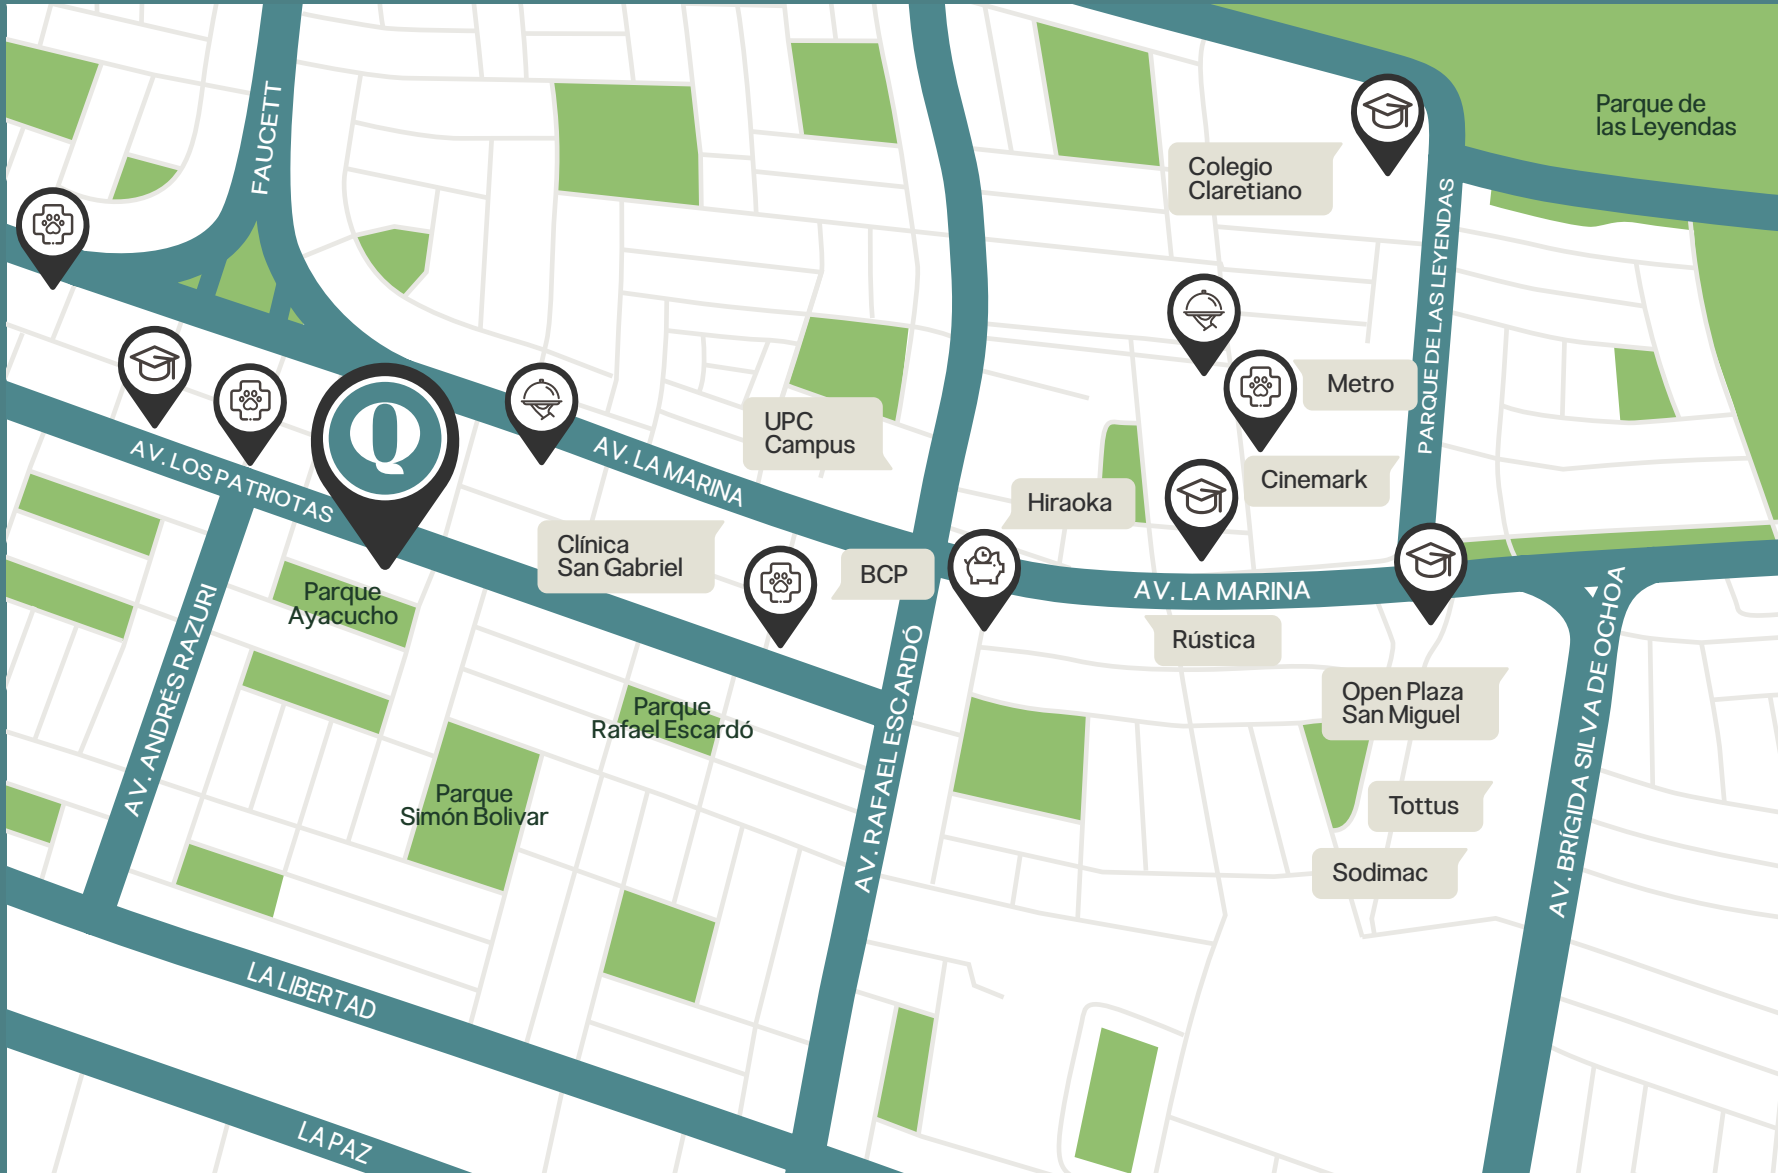 FAUCETT
Parque de
las Leyendas
Colegio
Claretiano
PARQUE DE LAS LEYENDAS
Metro
Q
UPC
Campus
AV. LA MARINA
AV. LOS PATRIOTAS
Cinemark
Hiraoka
Clínica
San Gabriel
BCP
AV. LA MARINA
Parque
Ayacucho
Rústica
AV. ANDRÉS RAZURI
AV. RAFAEL ESCARDÓ
AV. BRÍGIDA SILVA DE OCHOA
Open Plaza
San Miguel
Parque
Rafael Escardó
Parque
Simón Bolivar
Tottus
Sodimac
LA LIBERTAD
LA PAZ